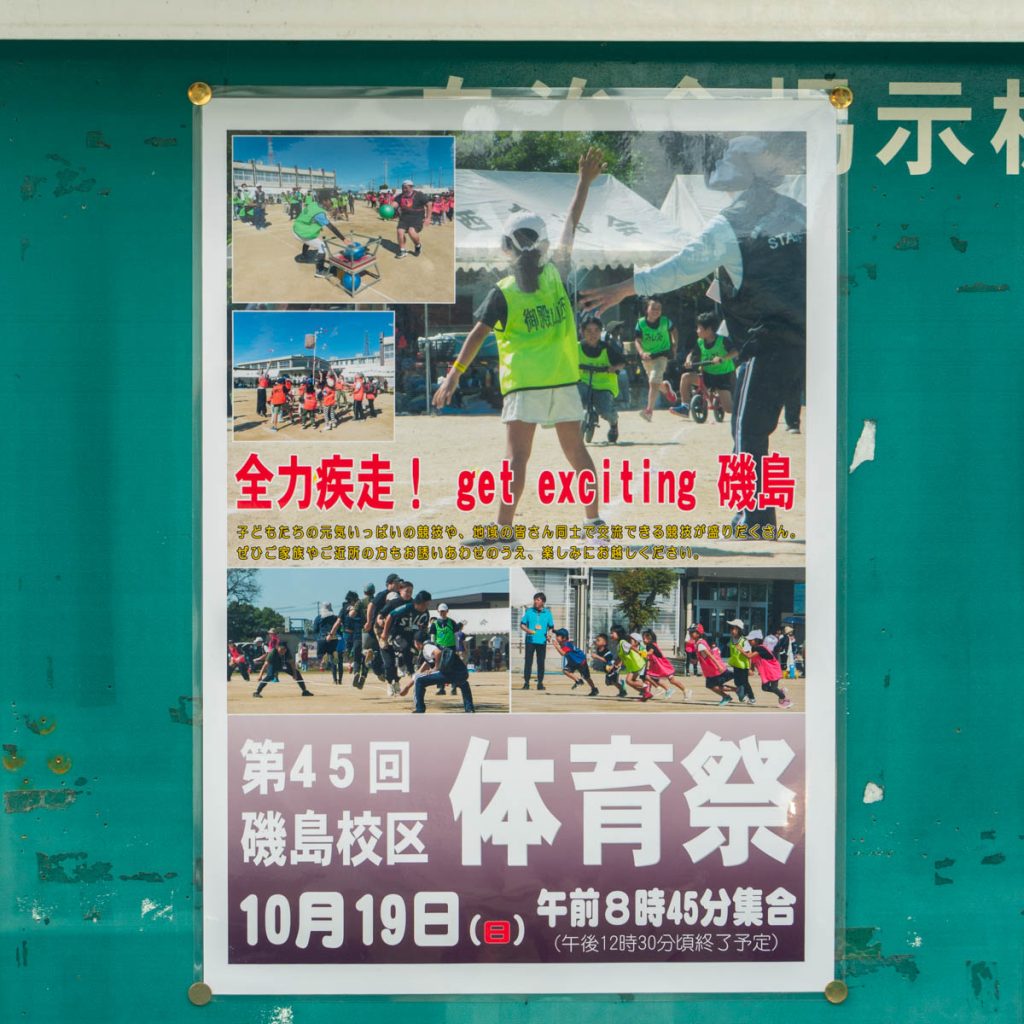 示
全力疾走！ get exciting 磯島
子どもたちの元気いっぱいの競技や、地域の皆さん同士で交流できる競技が盛りだくさん。
ぜひご家族やご近所の方もお誘いあわせのうえ、楽しみにお越しください。
第45回
磯島校区
体育祭
10月19日(日)
午前8時45分集合
(午後12時30分頃終了予定)